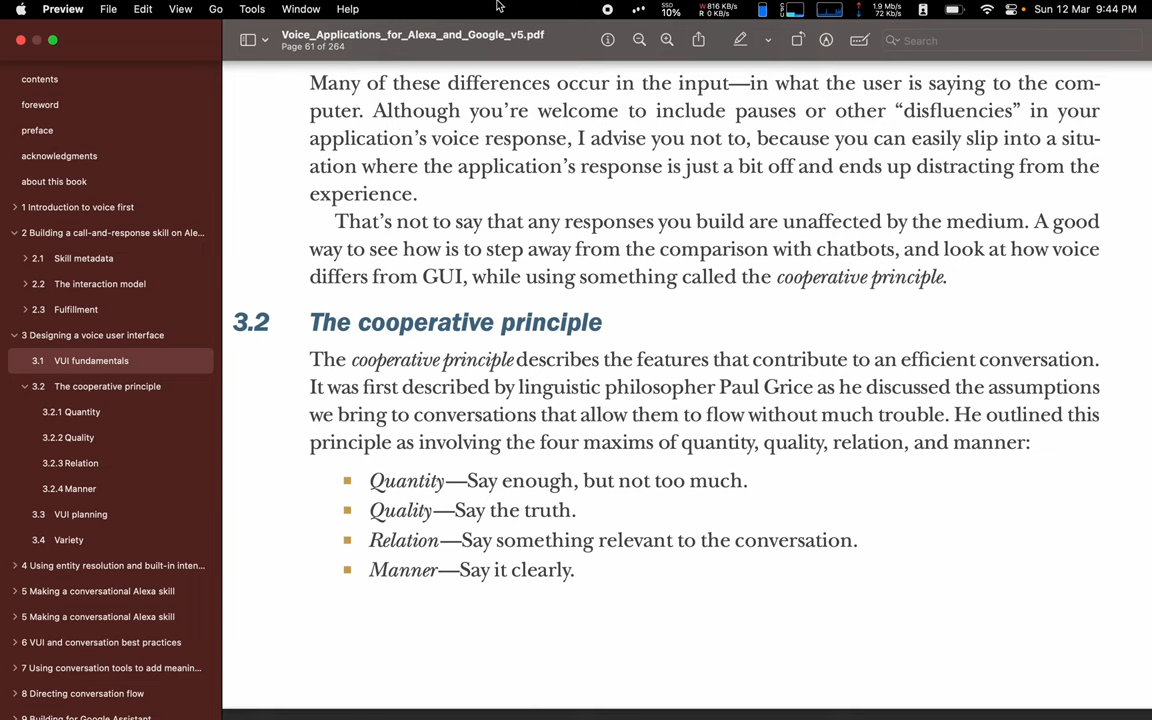 Preview File Edit View Go Tools Window Help
SSD 10% W 816 KB/s R 0 KB/s 1.9 Mb/s 72 Kb/s Sun 12 Mar 9:44 PM
Voice_Applications_for_Alexa_and_Google_v5.pdf
Page 61 of 264
Search
contents
foreword
preface
acknowledgments
about this book
1 Introduction to voice first
2 Building a call-and-response skill on Ale...
2.1 Skill metadata
2.2 The interaction model
2.3 Fulfillment
3 Designing a voice user interface
3.1 VUI fundamentals
3.2 The cooperative principle
3.2.1 Quantity
3.2.2 Quality
3.2.3 Relation
3.2.4 Manner
3.3 VUI planning
3.4 Variety
4 Using entity resolution and built-in inten...
5 Making a conversational Alexa skill
5 Making a conversational Alexa skill
6 VUI and conversation best practices
7 Using conversation tools to add meanin...
8 Directing conversation flow
9 Building for Google Assistant
Many of these differences occur in the input—in what the user is saying to the com-
puter. Although you’re welcome to include pauses or other “disfluencies” in your
application’s voice response, I advise you not to, because you can easily slip into a situ-
ation where the application’s response is just a bit off and ends up distracting from the
experience.
That’s not to say that any responses you build are unaffected by the medium. A good
way to see how is to step away from the comparison with chatbots, and look at how voice
differs from GUI, while using something called the cooperative principle.
3.2 The cooperative principle
The cooperative principle describes the features that contribute to an efficient conversation.
It was first described by linguistic philosopher Paul Grice as he discussed the assumptions
we bring to conversations that allow them to flow without much trouble. He outlined this
principle as involving the four maxims of quantity, quality, relation, and manner:
Quantity—Say enough, but not too much.
Quality—Say the truth.
Relation—Say something relevant to the conversation.
Manner—Say it clearly.